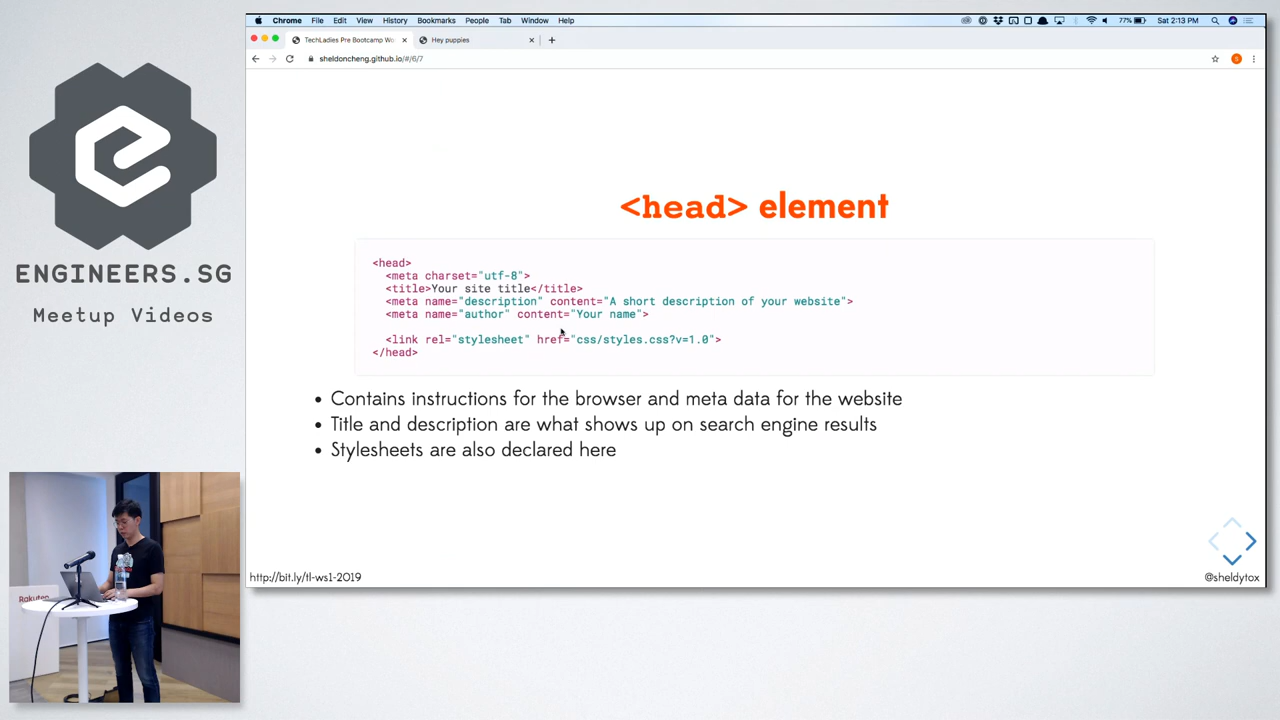 Chrome File Edit View History Bookmarks People Tab Window Help
77% Sat 2:13 PM
TechLadies Pre Bootcamp Wo
Hey puppies
sheldoncheng.github.io/#/6/7
S
ENGINEERS.SG
Meetup Videos
<head> element
<head>
<meta charset="utf-8">
<title>Your site title</title>
<meta name="description" content="A short description of your website">
<meta name="author" content="Your name">
<link rel="stylesheet" href="css/styles.css?v=1.0">
</head>
• Contains instructions for the browser and meta data for the website
• Title and description are what shows up on search engine results
• Stylesheets are also declared here
http://bit.ly/tl-ws1-2019
@sheldytox
Rakuten